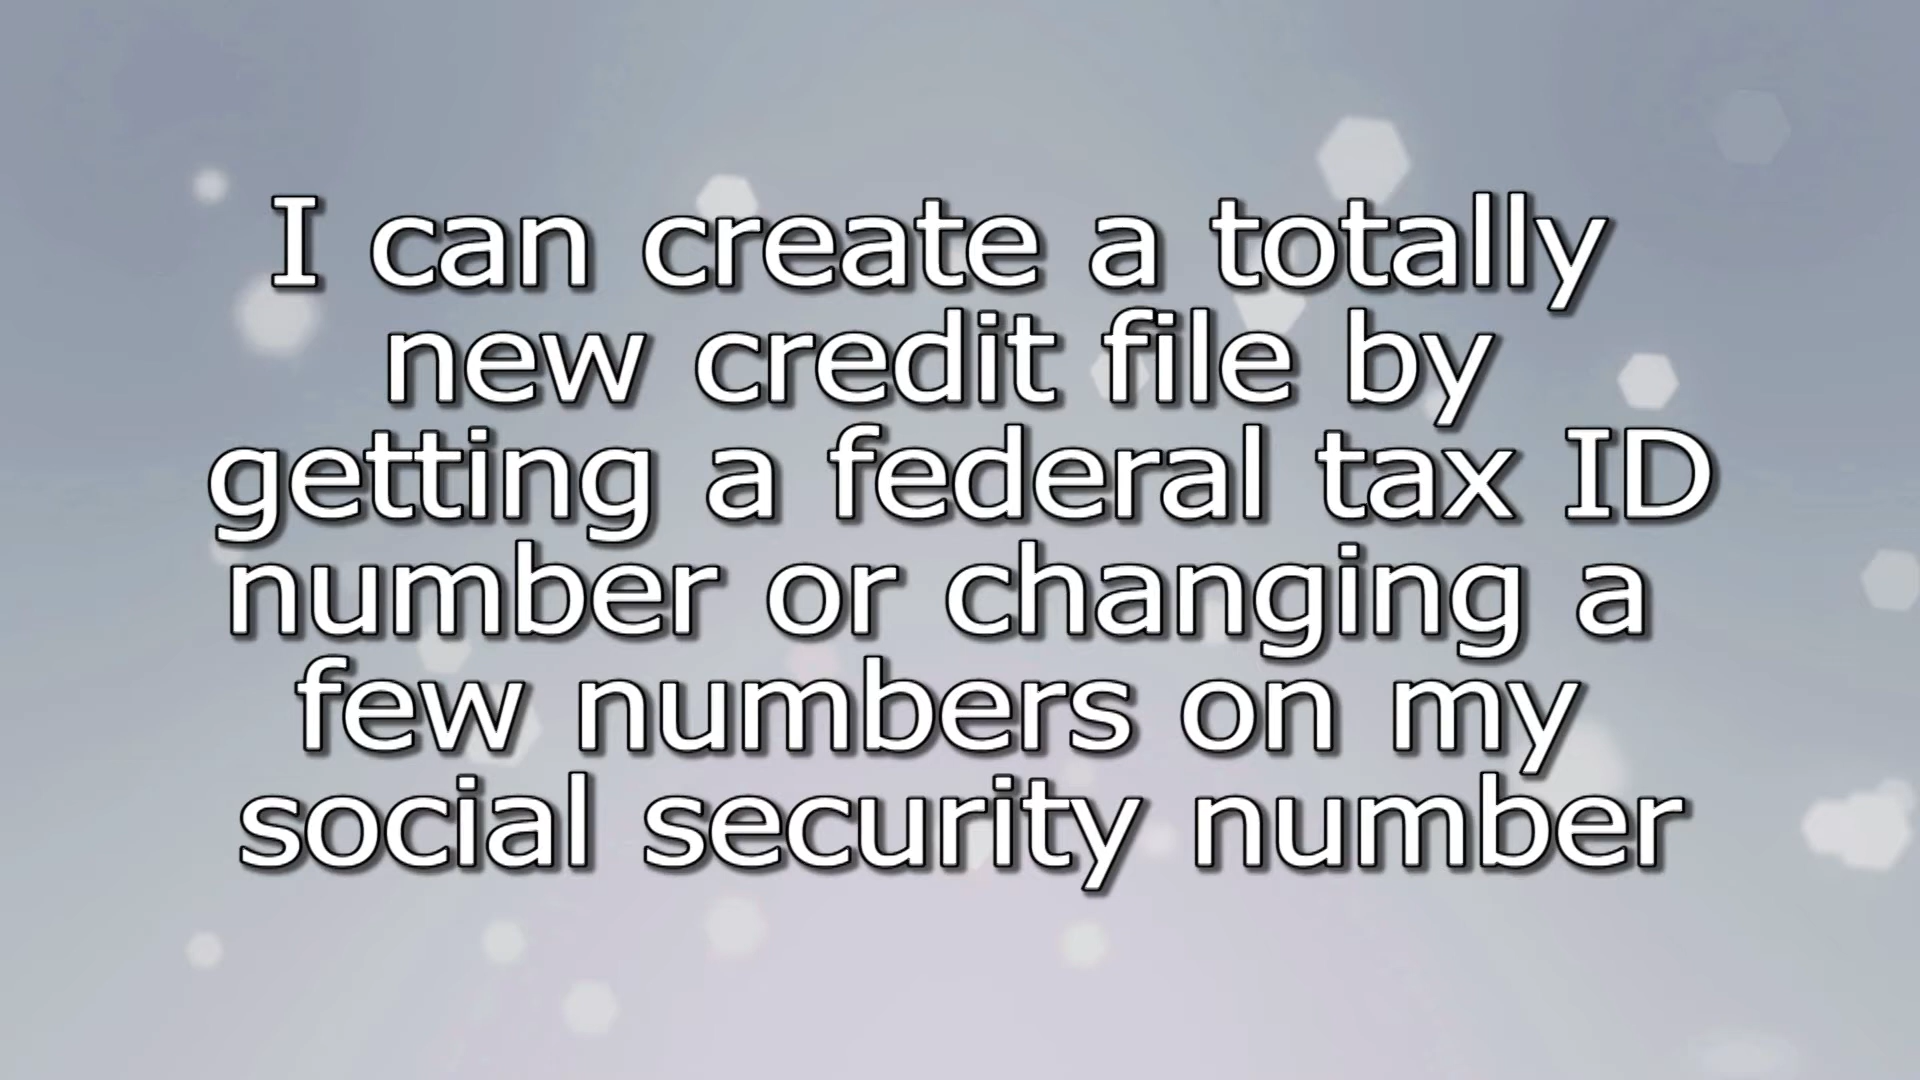 I can create a totally
new credit file by
getting a federal tax ID
number or changing a
few numbers on my
social security number